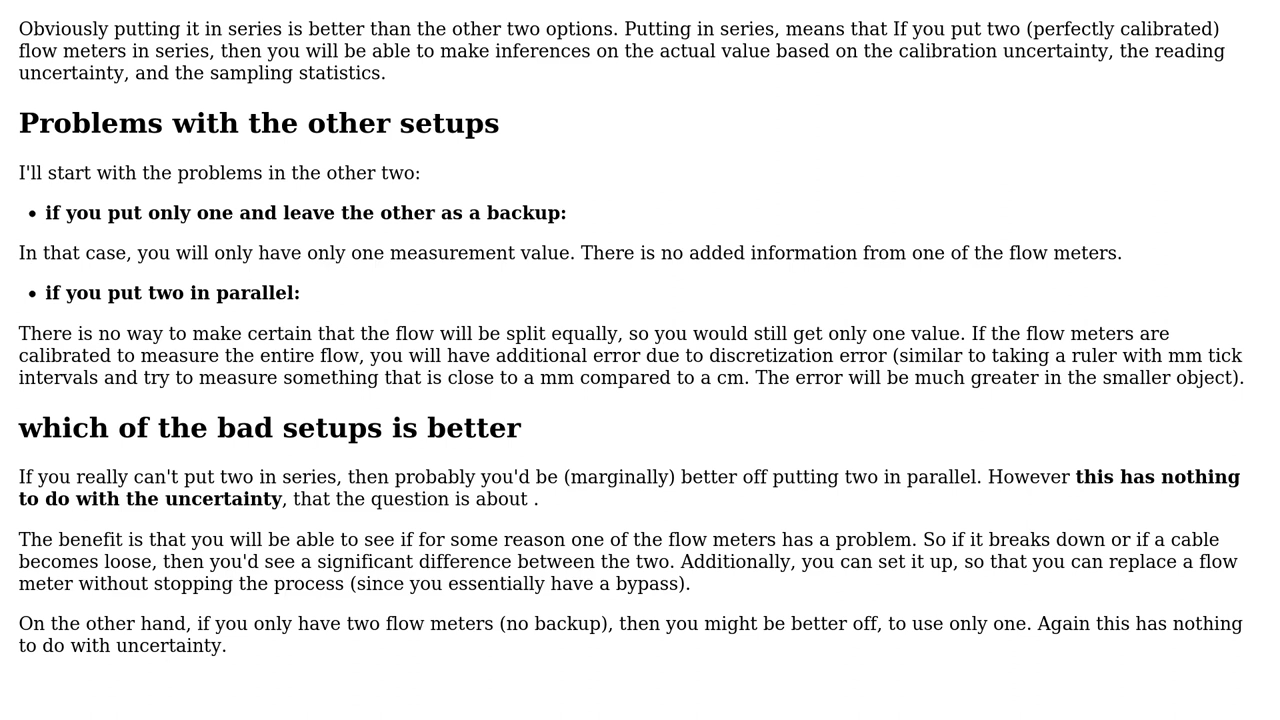 Obviously putting it in series is better than the other two options. Putting in series, means that If you put two (perfectly calibrated)
flow meters in series, then you will be able to make inferences on the actual value based on the calibration uncertainty, the reading
uncertainty, and the sampling statistics.
Problems with the other setups
I'll start with the problems in the other two:
• if you put only one and leave the other as a backup:
In that case, you will only have only one measurement value. There is no added information from one of the flow meters.
• if you put two in parallel:
There is no way to make certain that the flow will be split equally, so you would still get only one value. If the flow meters are
calibrated to measure the entire flow, you will have additional error due to discretization error (similar to taking a ruler with mm tick
intervals and try to measure something that is close to a mm compared to a cm. The error will be much greater in the smaller object).
which of the bad setups is better
If you really can't put two in series, then probably you'd be (marginally) better off putting two in parallel. However this has nothing
to do with the uncertainty, that the question is about .
The benefit is that you will be able to see if for some reason one of the flow meters has a problem. So if it breaks down or if a cable
becomes loose, then you'd see a significant difference between the two. Additionally, you can set it up, so that you can replace a flow
meter without stopping the process (since you essentially have a bypass).
On the other hand, if you only have two flow meters (no backup), then you might be better off, to use only one. Again this has nothing
to do with uncertainty.